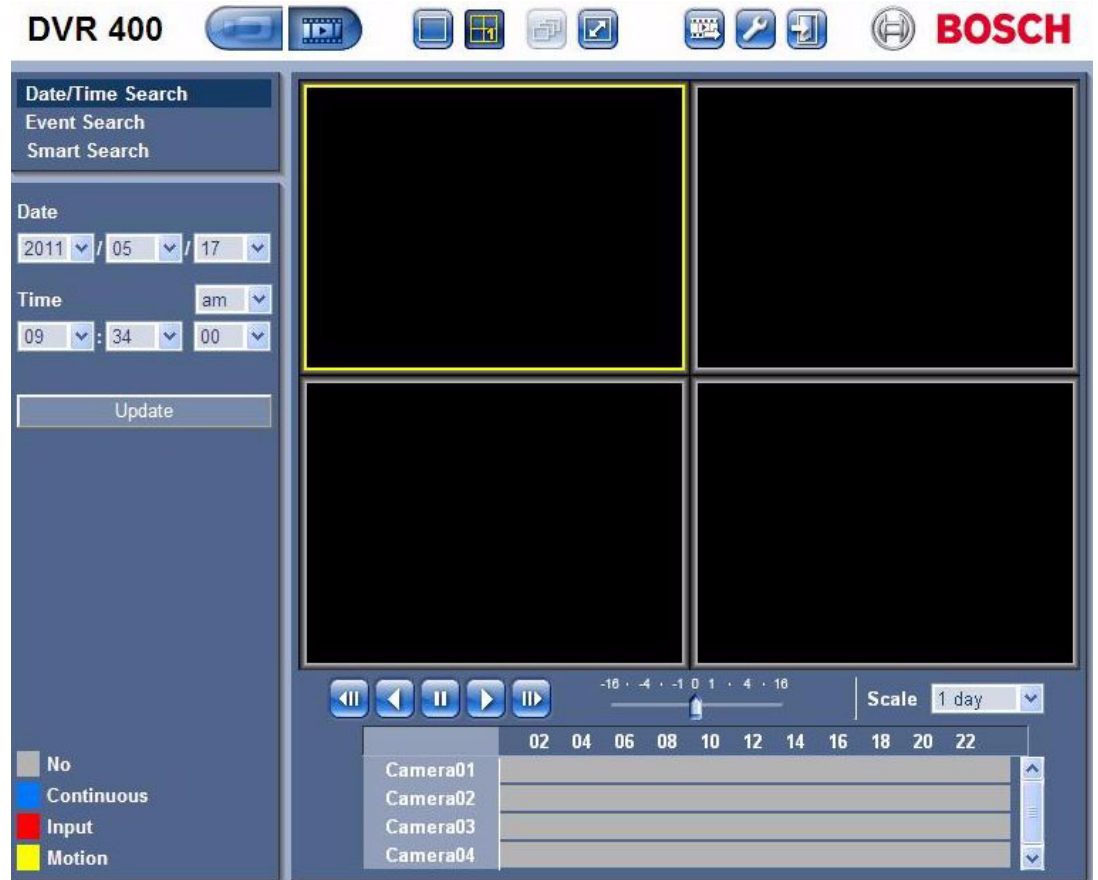 DVR 400
1
BOSCH
Date/Time Search
Event Search
Smart Search
Date
2011 / 05 / 17
Time am
09 : 34 00
Update
No
Continuous
Input
Motion
-16 · -4 · -1 0 1 · 4 · 16
Scale 1 day
02 04 06 08 10 12 14 16 18 20 22
Camera01
Camera02
Camera03
Camera04